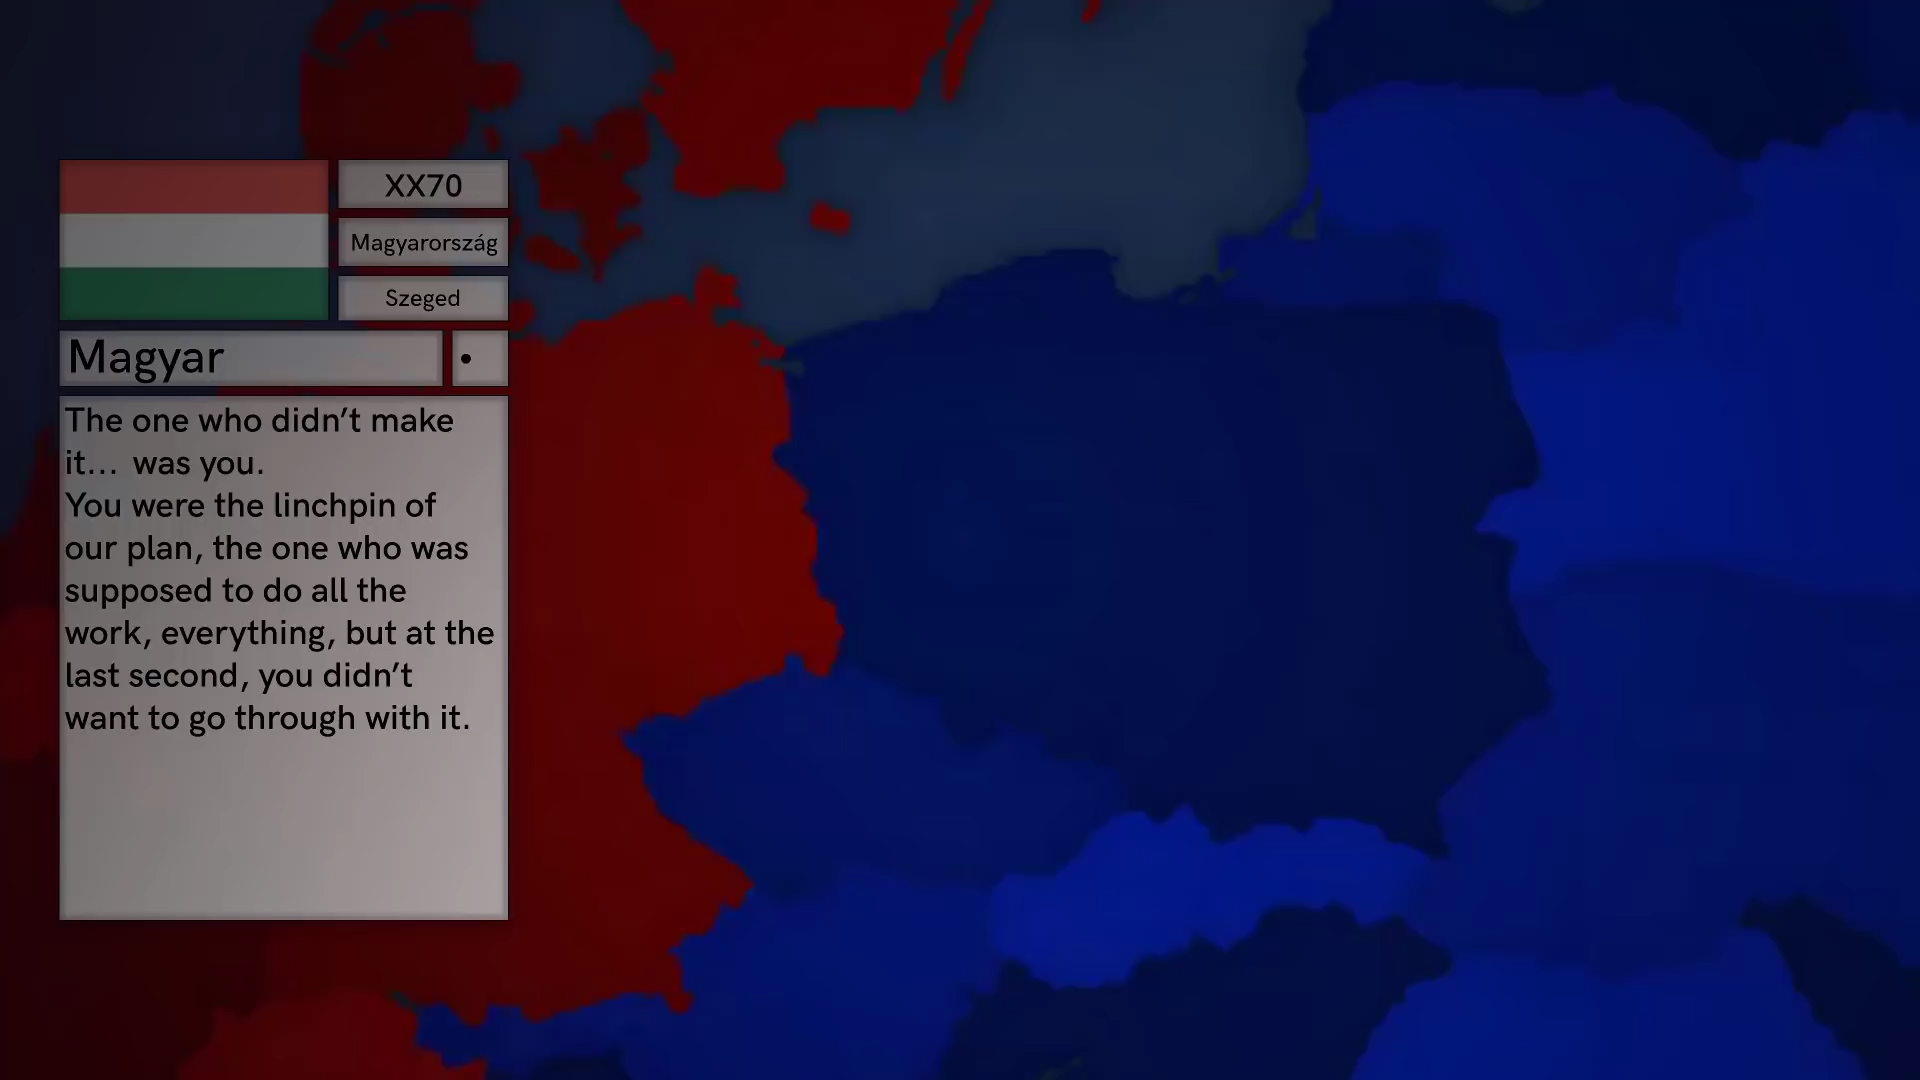 XX70
Magyarország
Szeged
Magyar
•
The one who didn’t make
it... was you.
You were the linchpin of
our plan, the one who was
supposed to do all the
work, everything, but at the
last second, you didn’t
want to go through with it.